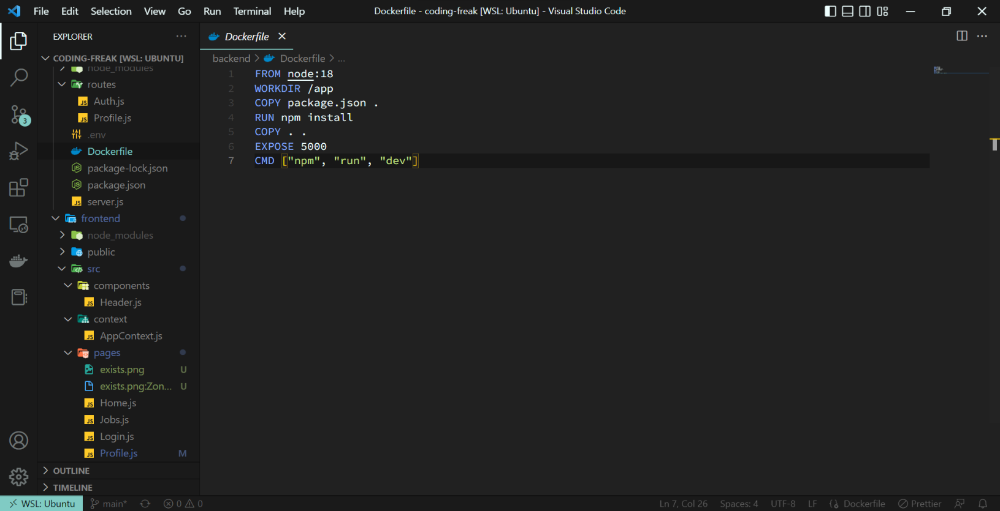 File Edit Selection View Go Run Terminal Help
Dockerfile - coding-freak [WSL: Ubuntu] - Visual Studio Code
EXPLORER
CODING-FREAK [WSL: UBUNTU]
node_modules
routes
Auth.js
Profile.js
.env
Dockerfile
package-lock.json
package.json
server.js
frontend
node_modules
public
src
components
Header.js
context
AppContext.js
pages
exists.png U
exists.png:Zon... U
Home.js
Jobs.js
Login.js
Profile.js M
OUTLINE
TIMELINE
3
Dockerfile
backend > Dockerfile > ...
1 FROM node:18
2 WORKDIR /app
3 COPY package.json .
4 RUN npm install
5 COPY . .
6 EXPOSE 5000
7 CMD ["npm", "run", "dev"]
WSL: Ubuntu main* 0 0 Ln 7, Col 26 Spaces: 4 UTF-8 LF Dockerfile Prettier